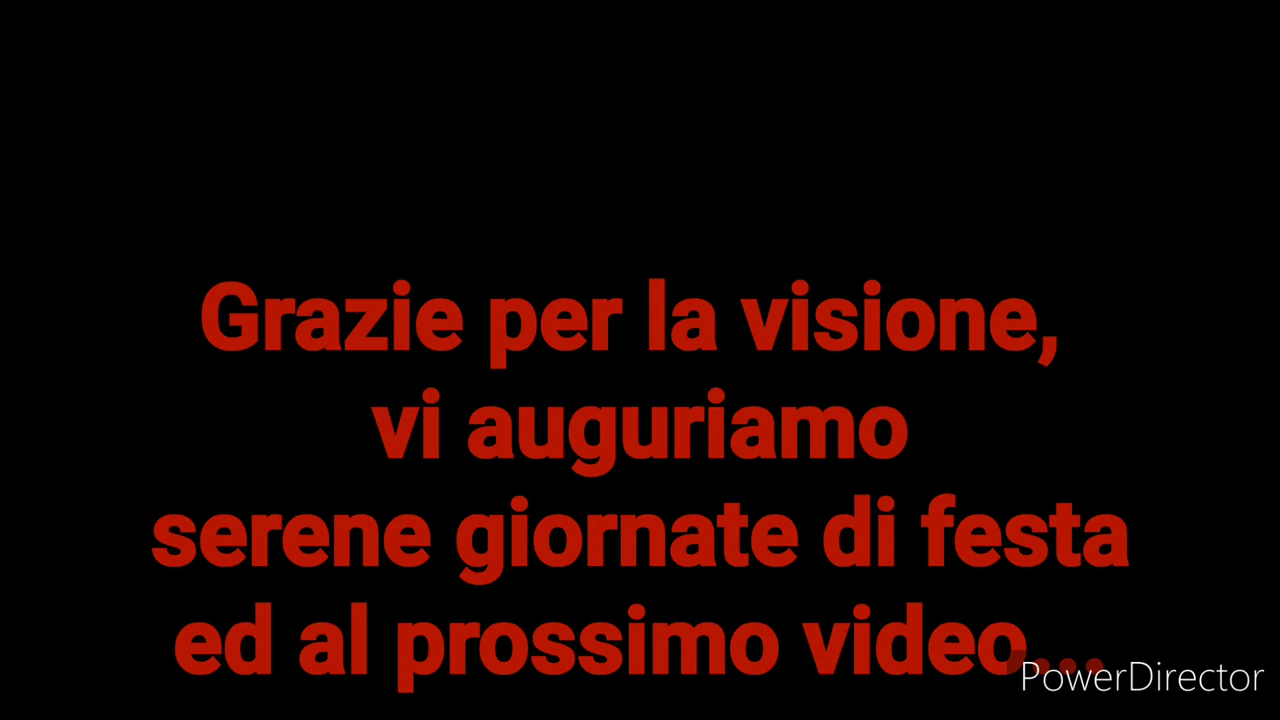 Grazie per la visione,
vi auguriamo
serene giornate di festa
ed al prossimo video...
PowerDirector